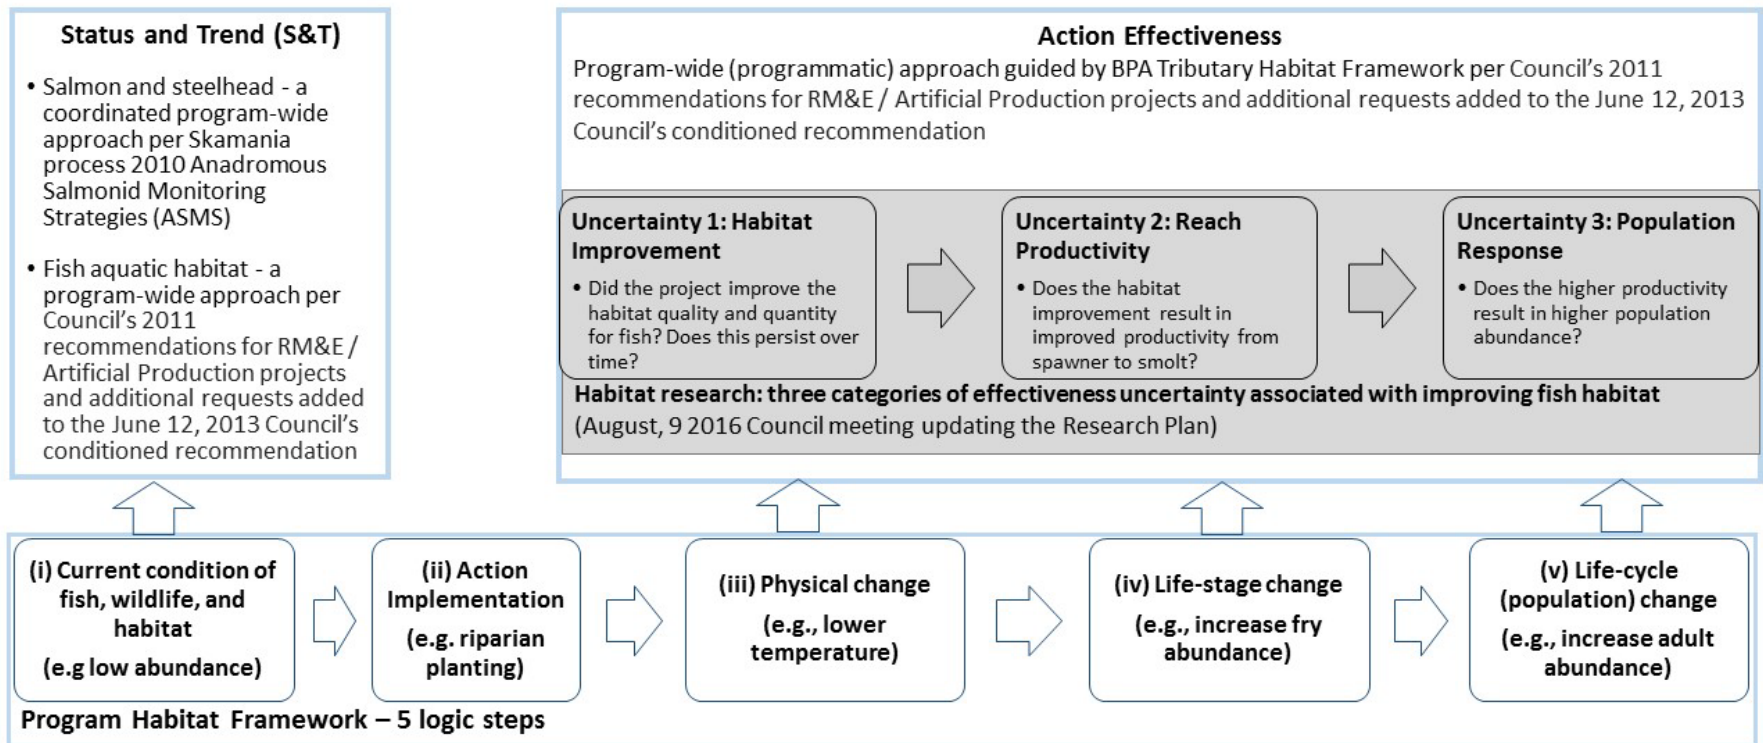 Status and Trend (S&T)
• Salmon and steelhead - a
coordinated program-wide
approach per Skamania
process 2010 Anadromous
Salmonid Monitoring
Strategies (ASMS)
• Fish aquatic habitat - a
program-wide approach per
Council's 2011
recommendations for RM&E /
Artificial Production projects
and additional requests added
to the June 12, 2013 Council's
conditioned recommendation
Action Effectiveness
Program-wide (programmatic) approach guided by BPA Tributary Habitat Framework per Council's 2011
recommendations for RM&E / Artificial Production projects and additional requests added to the June 12, 2013
Council's conditioned recommendation
Uncertainty 1: Habitat
Improvement
• Did the project improve the
habitat quality and quantity
for fish? Does this persist over
time?
Uncertainty 2: Reach
Productivity
• Does the habitat
improvement result in
improved productivity from
spawner to smolt?
Uncertainty 3: Population
Response
• Does the higher productivity
result in higher population
abundance?
Habitat research: three categories of effectiveness uncertainty associated with improving fish habitat
(August, 9 2016 Council meeting updating the Research Plan)
(i) Current condition of
fish, wildlife, and
habitat
(e.g low abundance)
(ii) Action
Implementation
(e.g. riparian
planting)
(iii) Physical change
(e.g., lower
temperature)
(iv) Life-stage change
(e.g., increase fry
abundance)
(v) Life-cycle
(population) change
(e.g., increase adult
abundance)
Program Habitat Framework – 5 logic steps